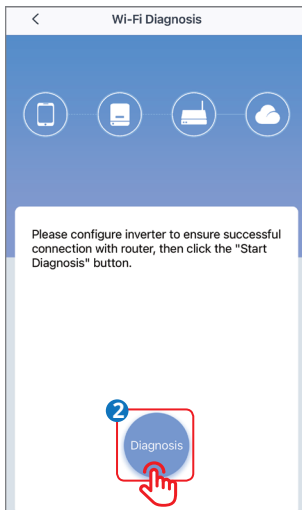 Wi-Fi Diagnosis
Please configure inverter to ensure successful
connection with router, then click the "Start
Diagnosis" button.
2
Diagnosis